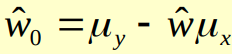 ŵ₀ = μ_y − ŵμ_x